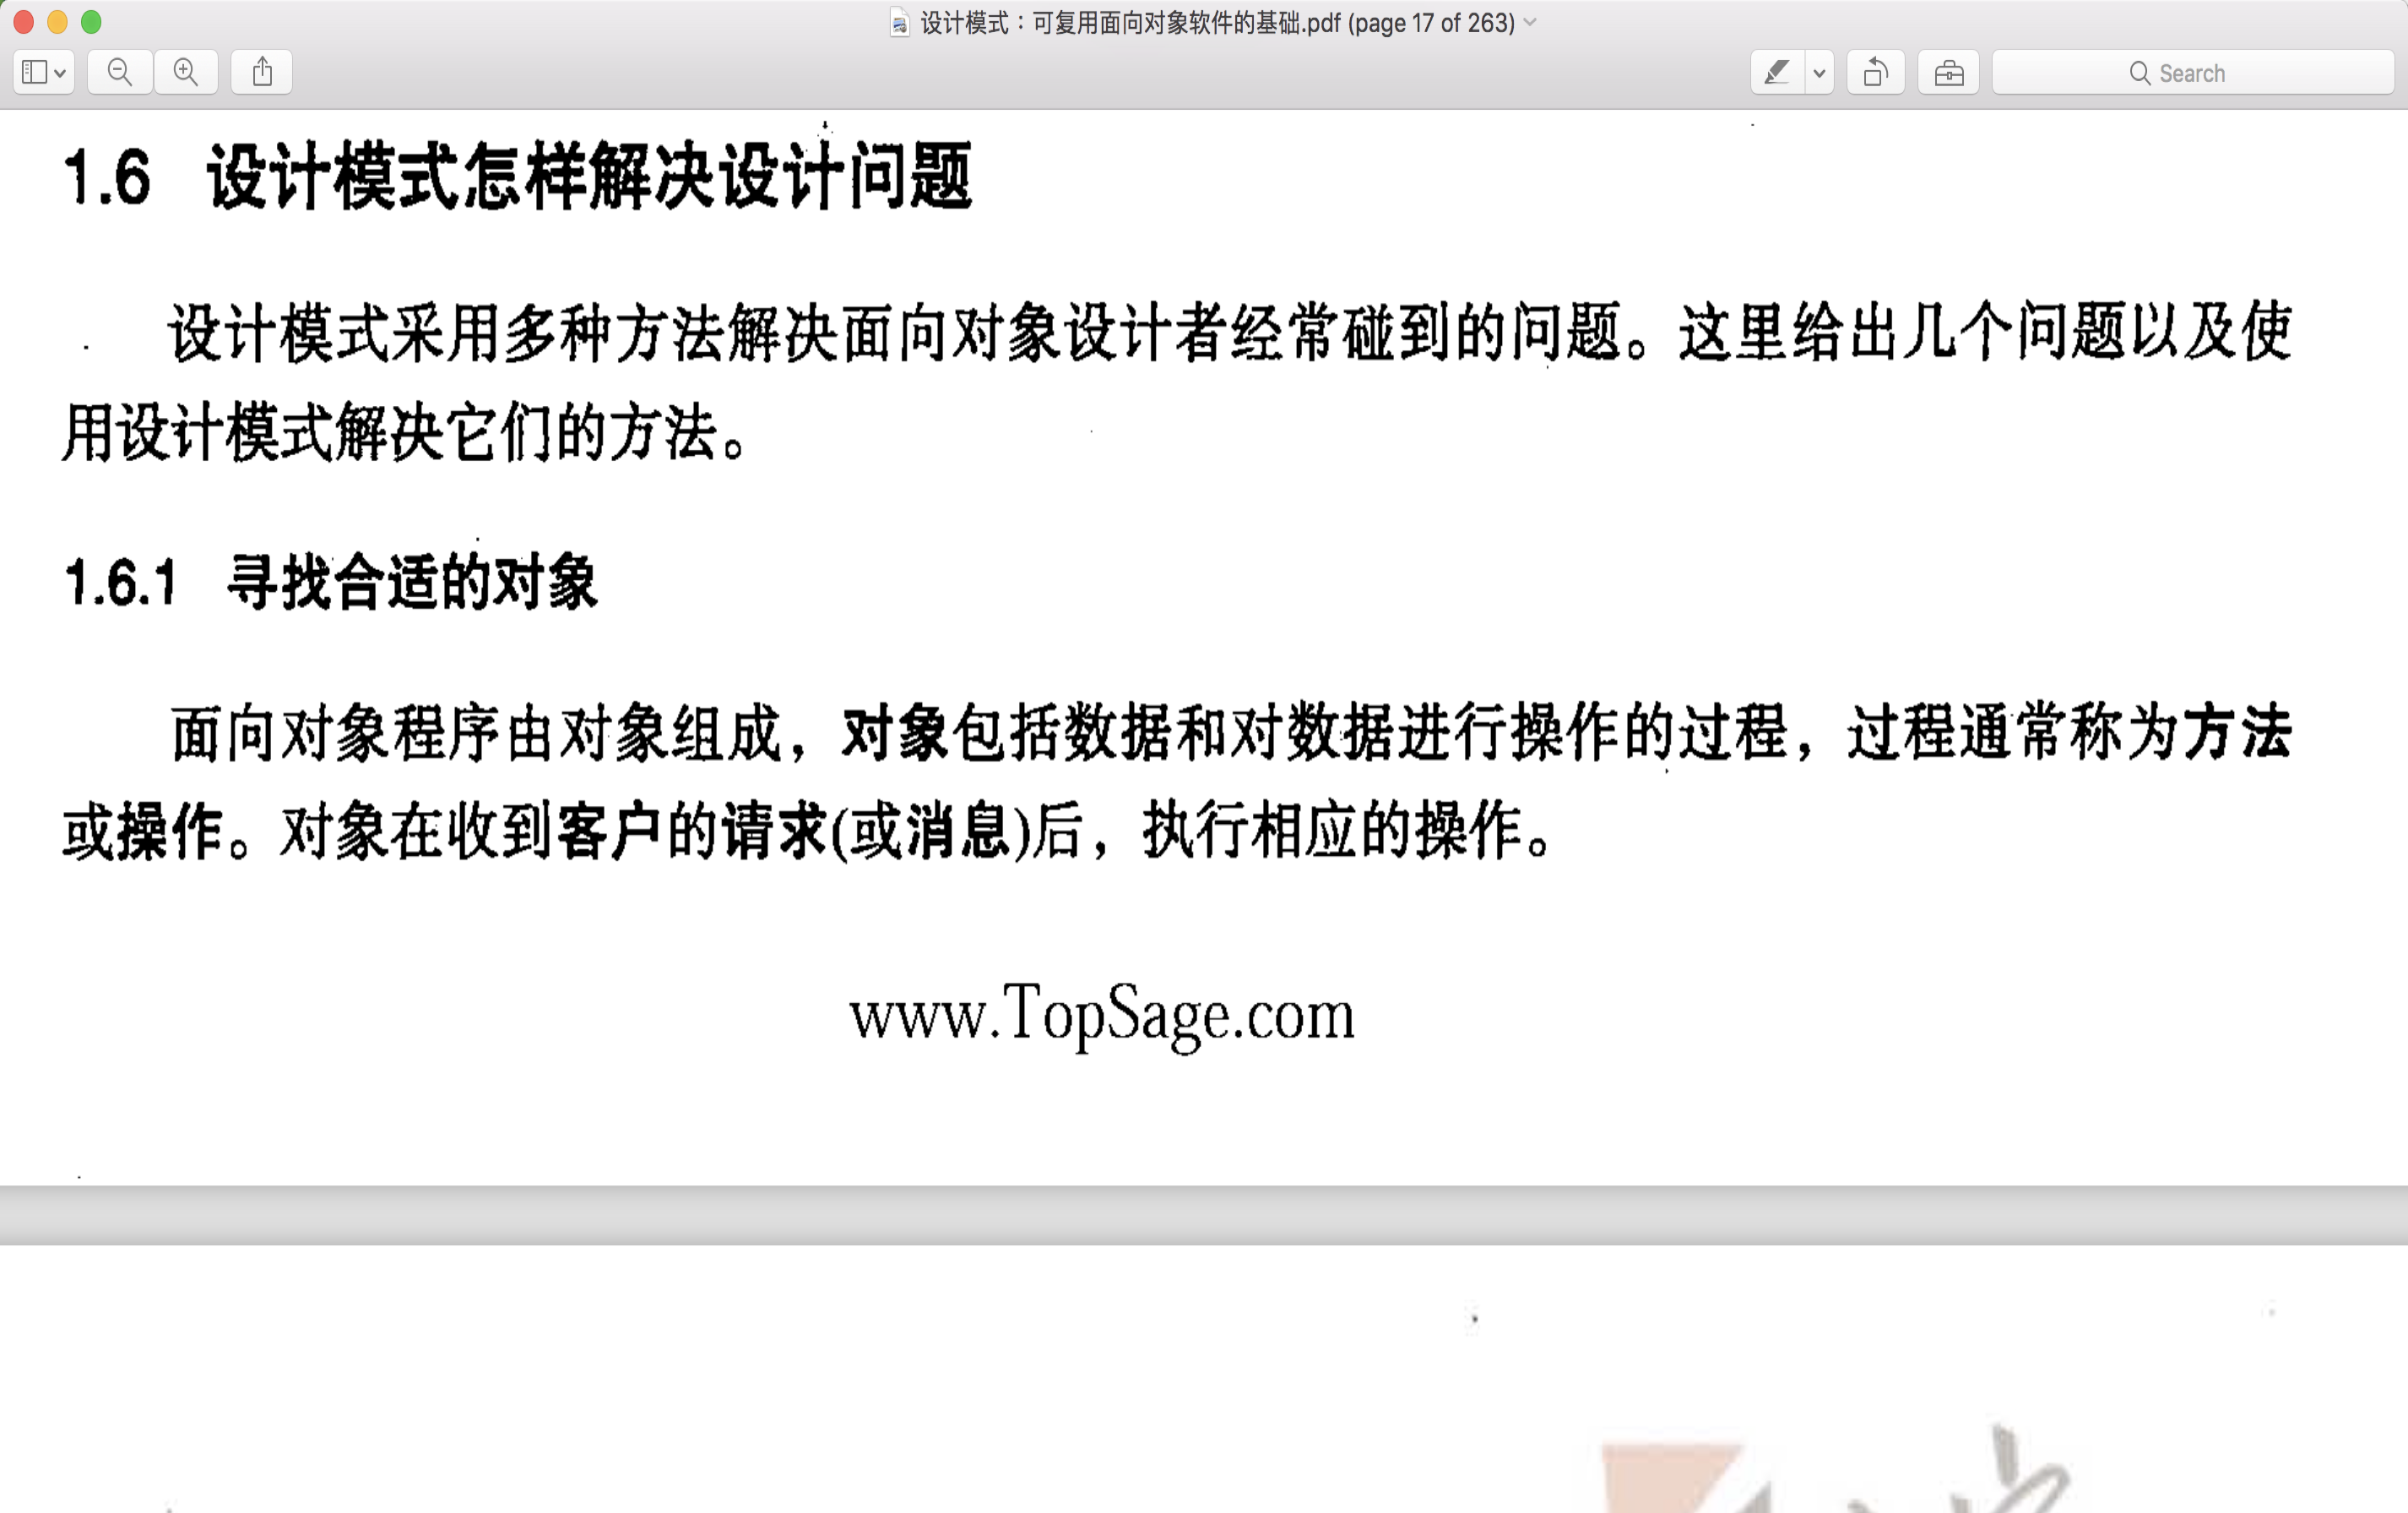 设计模式：可复用面向对象软件的基础.pdf (page 17 of 263)
Search
1.6 设计模式怎样解决设计问题
设计模式采用多种方法解决面向对象设计者经常碰到的问题。这里给出几个问题以及使
用设计模式解决它们的方法。
1.6.1 寻找合适的对象
面向对象程序由对象组成，对象包括数据和对数据进行操作的过程，过程通常称为方法
或操作。对象在收到客户的请求(或消息)后，执行相应的操作。
www.TopSage.com